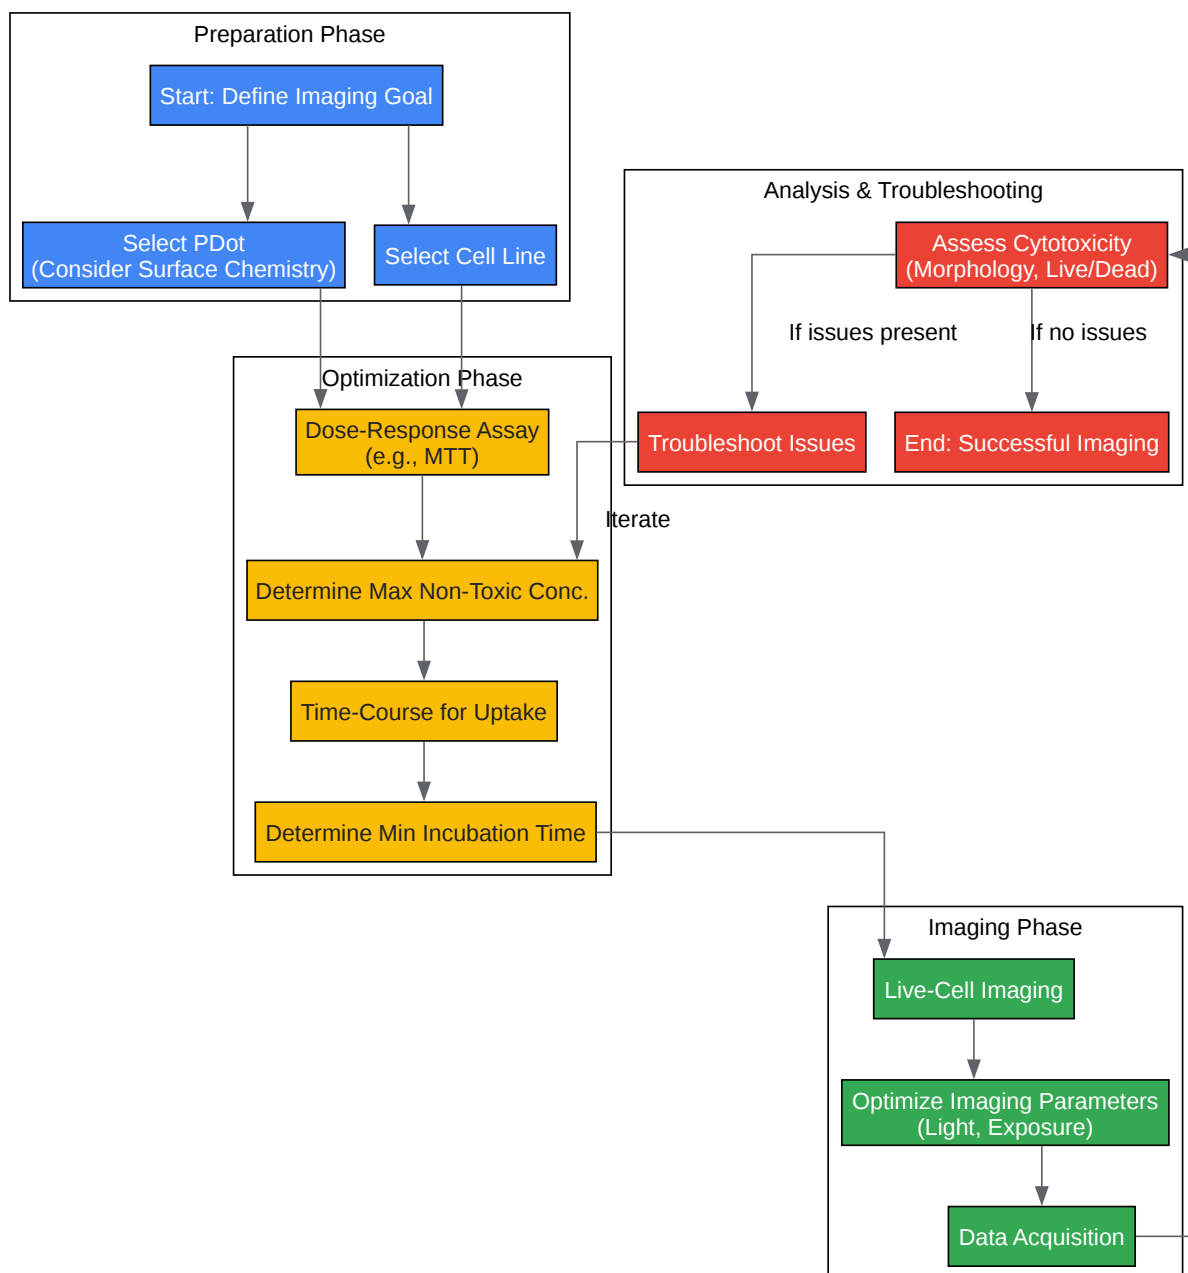 Preparation Phase
Start: Define Imaging Goal
Select PDot
(Consider Surface Chemistry)
Select Cell Line
Analysis & Troubleshooting
Assess Cytotoxicity
(Morphology, Live/Dead)
If issues present
If no issues
Troubleshoot Issues
End: Successful Imaging
Optimization Phase
Dose-Response Assay
(e.g., MTT)
Iterate
Determine Max Non-Toxic Conc.
Time-Course for Uptake
Determine Min Incubation Time
Imaging Phase
Live-Cell Imaging
Optimize Imaging Parameters
(Light, Exposure)
Data Acquisition